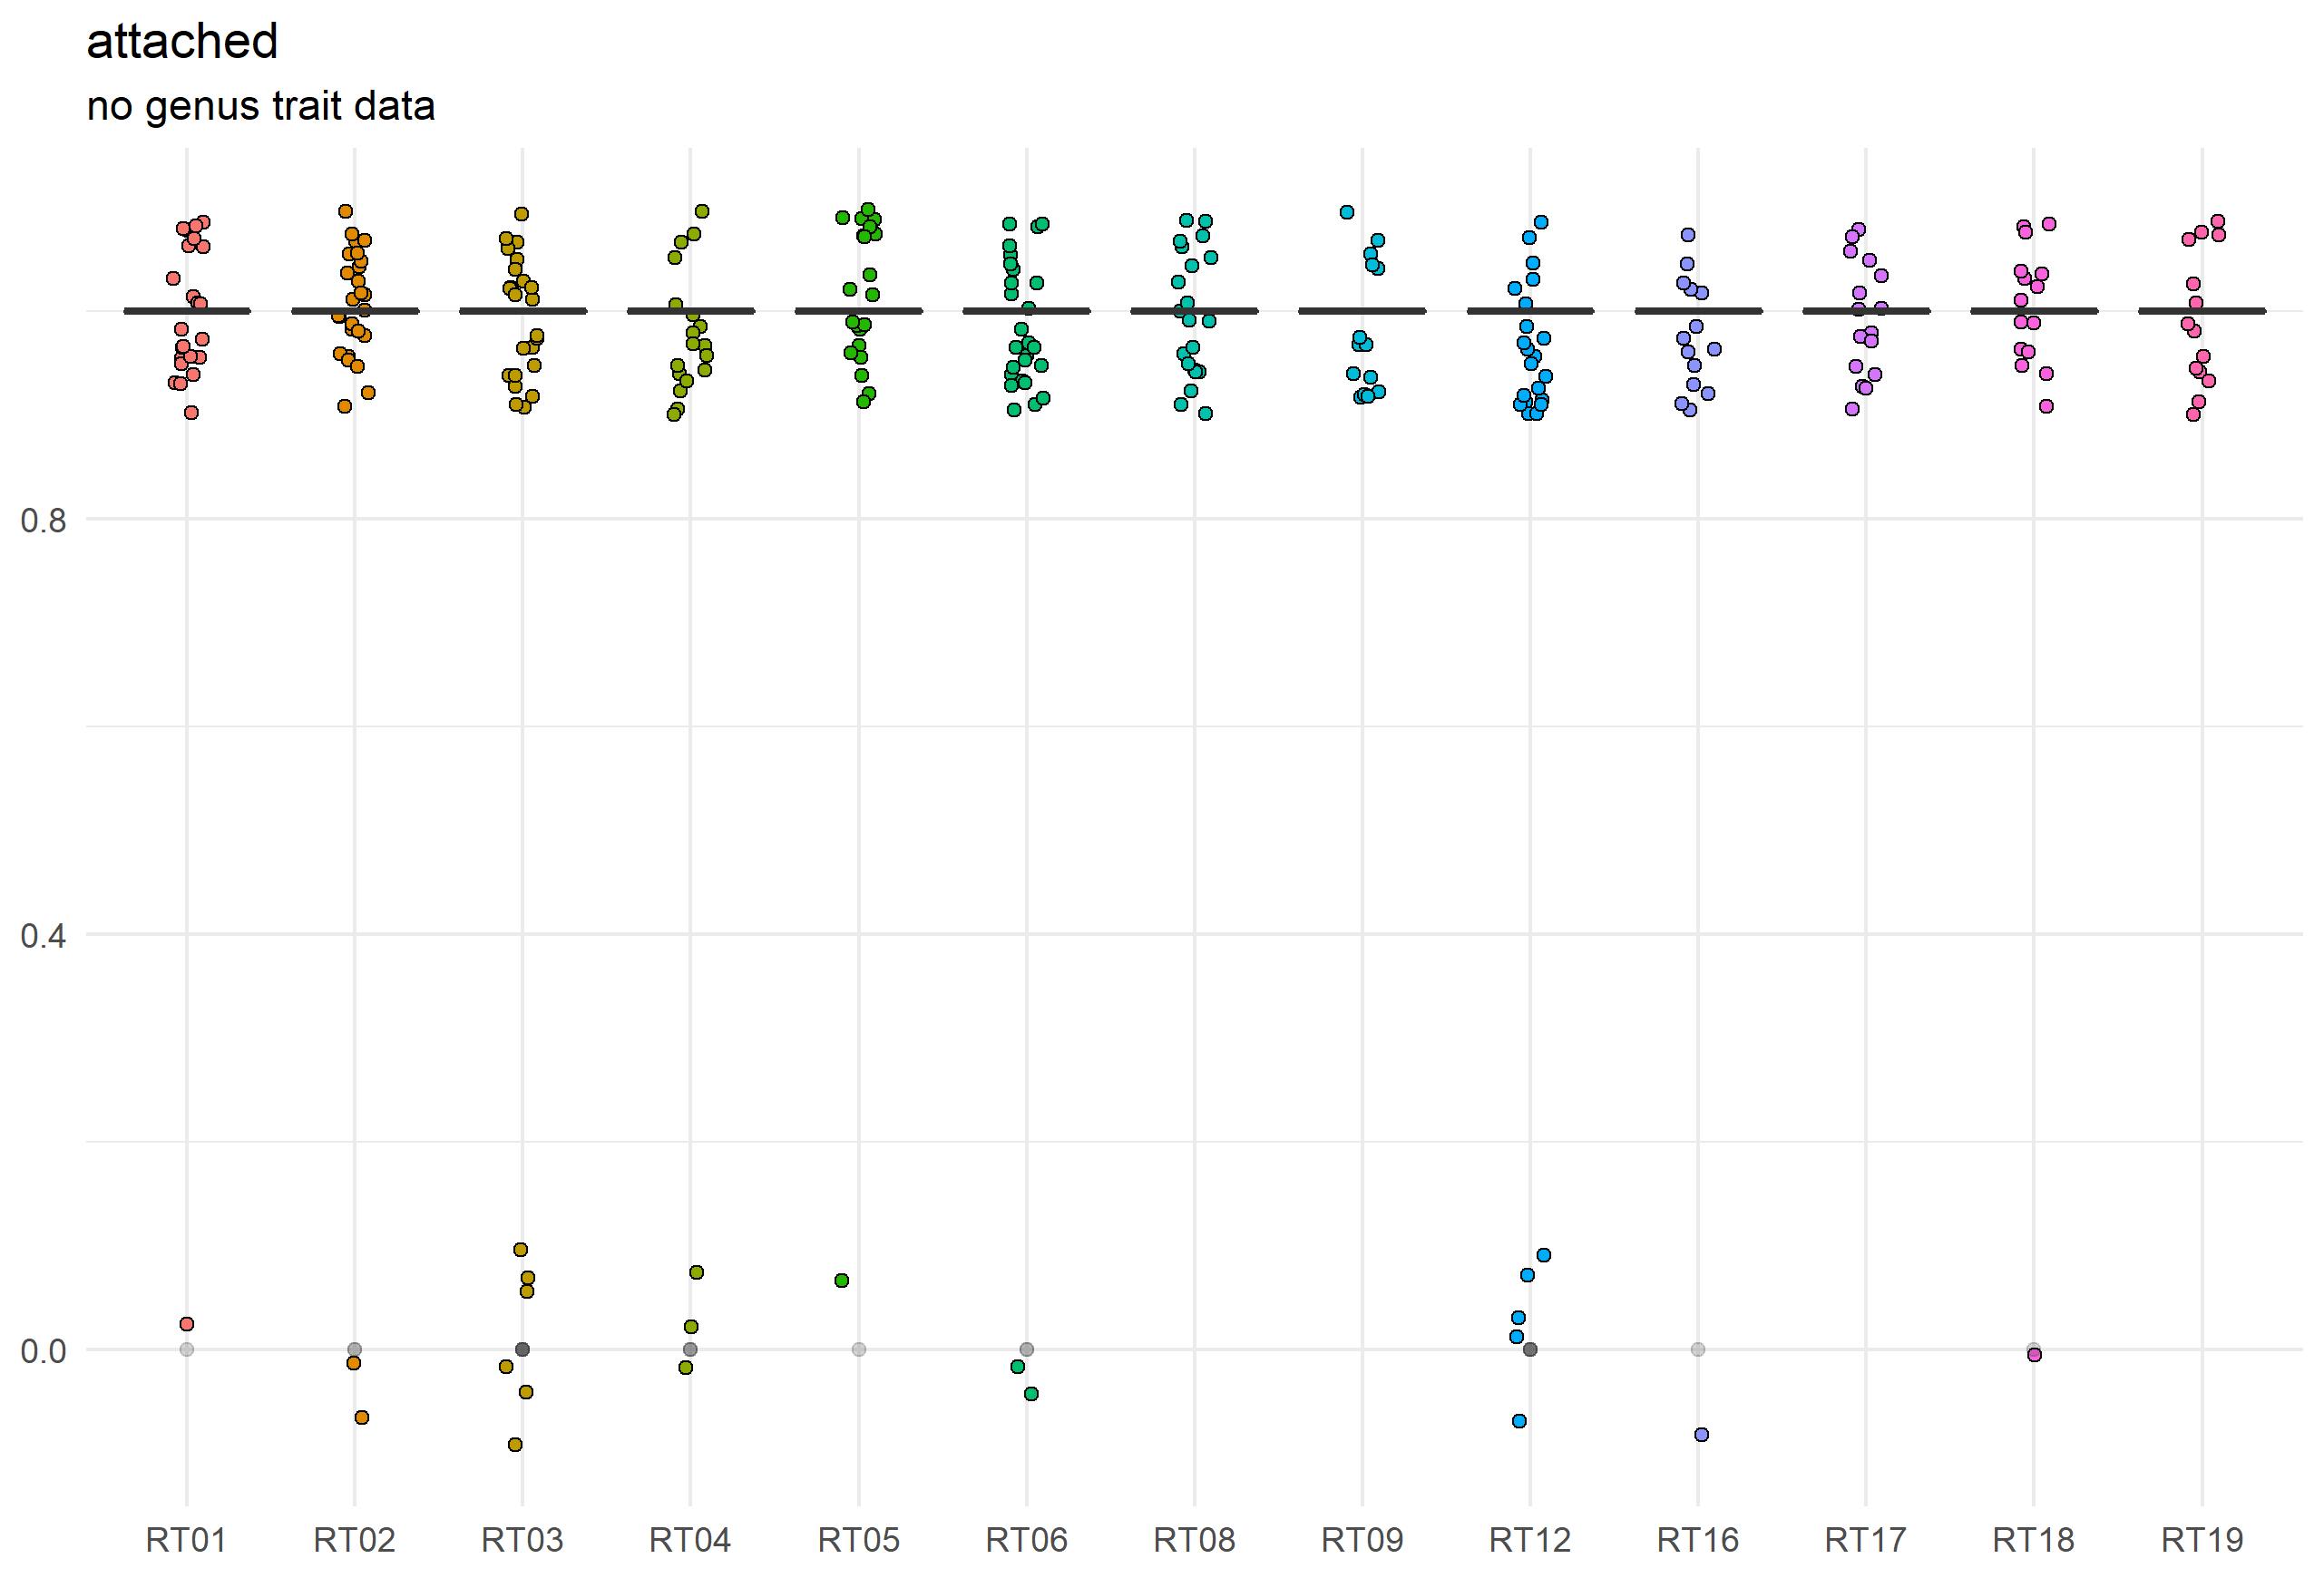 attached
no genus trait data
0.8
0.4
0.0
RT01 RT02 RT03 RT04 RT05 RT06 RT08 RT09 RT12 RT16 RT17 RT18 RT19